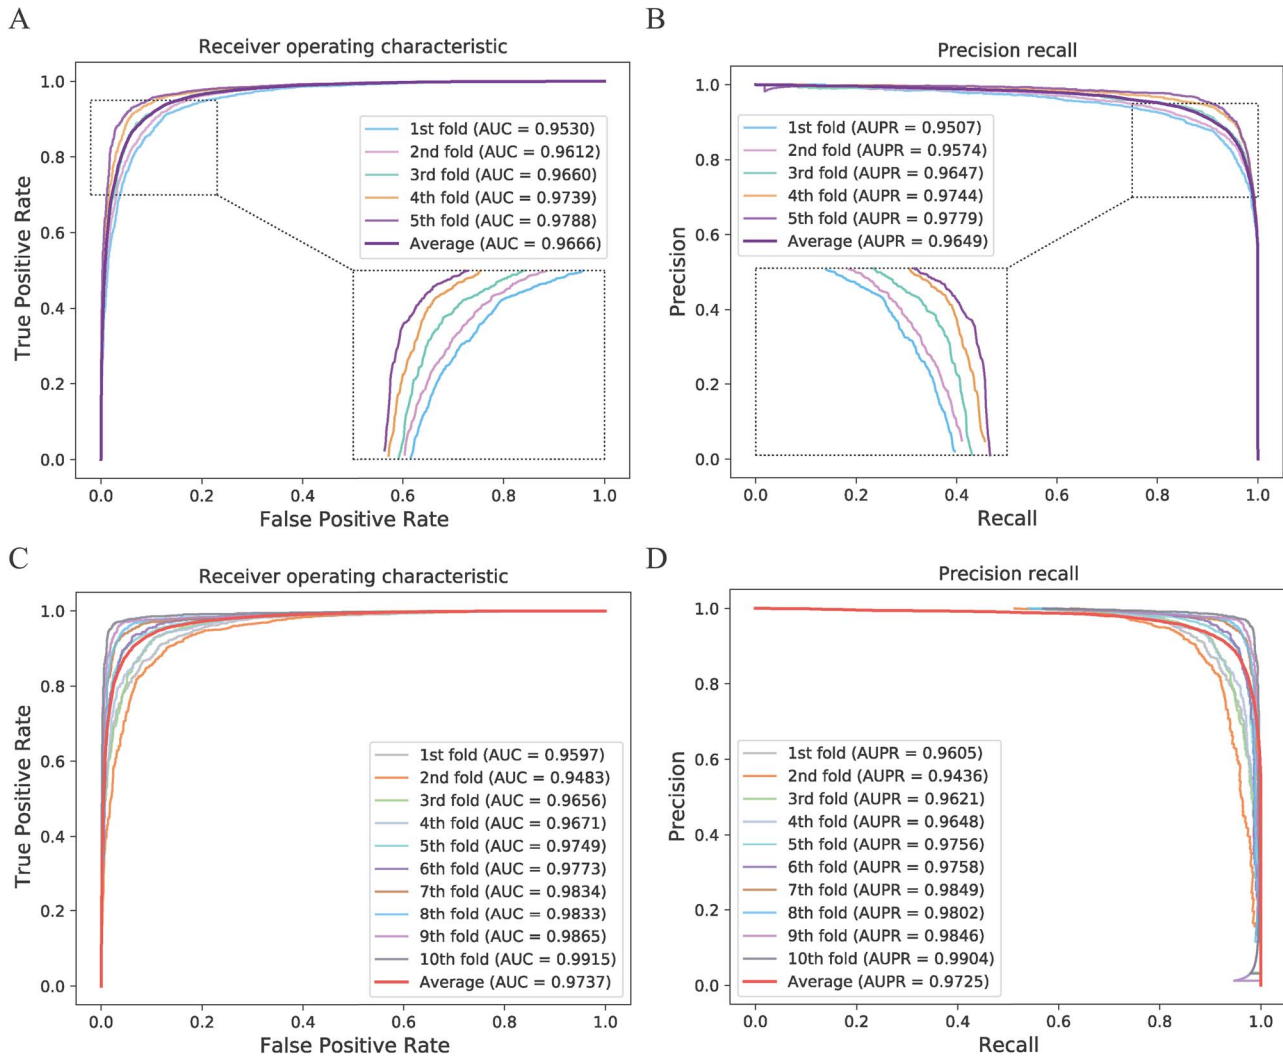 A
Receiver operating characteristic
1.0
0.8
0.6
0.4
0.2
0.0
True Positive Rate
1st fold (AUC = 0.9530)
2nd fold (AUC = 0.9612
3rd fold (AUC = 0.9660)
4th fold (AUC = 0.9739)
5th fold (AUC = 0.9788)
Average (AUC = 0.9666)
0.0 0.2 0.4 0.6 0.8 1.0
False Positive Rate
B
Precision recall
1.0
0.8
0.6
0.4
0.2
0.0
Precision
1st fold (AUPR = 0.9507)
2nd fold (AUPR = 0.9574)
3rd fold (AUPR = 0.9647)
4th fold (AUPR = 0.9744)
5th fold (AUPR = 0.9779)
Average (AUPR = 0.9649)
0.0 0.2 0.4 0.6 0.8 1.0
Recall
C
Receiver operating characteristic
1.0
0.8
0.6
0.4
0.2
0.0
True Positive Rate
1st fold (AUC = 0.9597)
2nd fold (AUC = 0.9483)
3rd fold (AUC = 0.9656)
4th fold (AUC = 0.9671)
5th fold (AUC = 0.9749)
6th fold (AUC = 0.9773)
7th fold (AUC = 0.9834)
8th fold (AUC = 0.9833)
9th fold (AUC = 0.9865)
10th fold (AUC = 0.9915)
Average (AUC = 0.9737)
0.0 0.2 0.4 0.6 0.8 1.0
False Positive Rate
D
Precision recall
1.0
0.8
0.6
0.4
0.2
0.0
Precision
1st fold (AUPR = 0.9605)
2nd fold (AUPR = 0.9436)
3rd fold (AUPR = 0.9621)
4th fold (AUPR = 0.9648)
5th fold (AUPR = 0.9756)
6th fold (AUPR = 0.9758)
7th fold (AUPR = 0.9849)
8th fold (AUPR = 0.9802)
9th fold (AUPR = 0.9846)
10th fold (AUPR = 0.9904)
Average (AUPR = 0.9725)
0.0 0.2 0.4 0.6 0.8 1.0
Recall